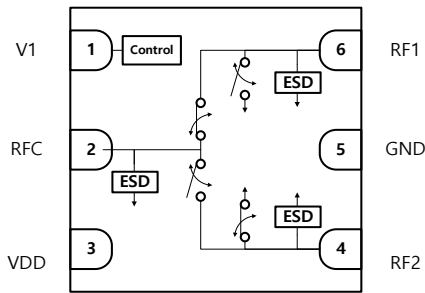 V1 1 Control 6 RF1
ESD
RFC 2 5 GND
ESD
ESD
VDD 3 4 RF2